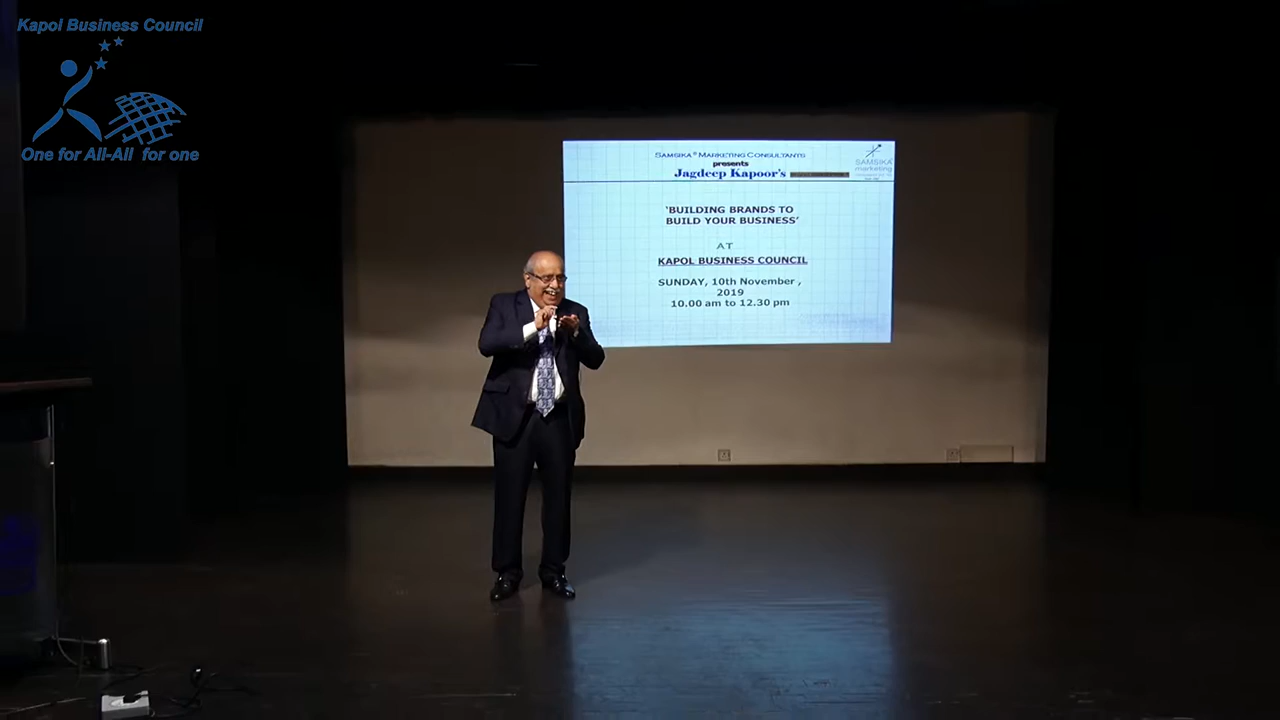 Kapol Business Council
One for All-All for one
SAMSIKA® MARKETING CONSULTANTS
presents
Jagdeep Kapoor's
SAMSIKA
marketing
'BUILDING BRANDS TO
BUILD YOUR BUSINESS'
AT
KAPOL BUSINESS COUNCIL
SUNDAY, 10th November ,
2019
10.00 am to 12.30 pm